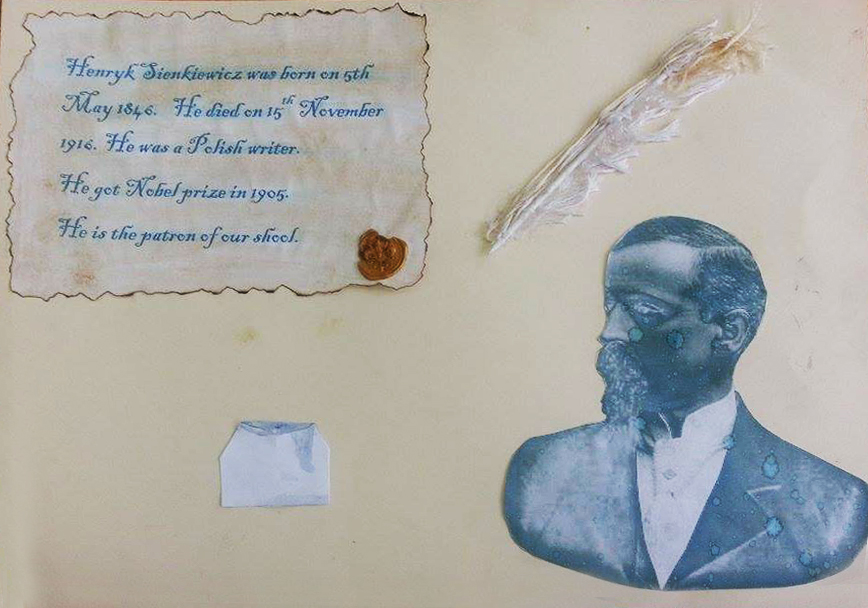 Henryk Sienkiewicz was born on 5th
May 1846. He died on 15th November
1916. He was a Polish writer.
He got Nobel prize in 1905.
He is the patron of our shool.